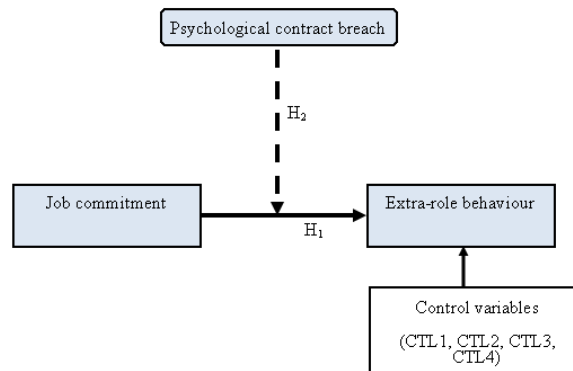 Psychological contract breach
H2
Job commitment
Extra-role behaviour
H1
Control variables
(CTL1, CTL2, CTL3,
CTL4)